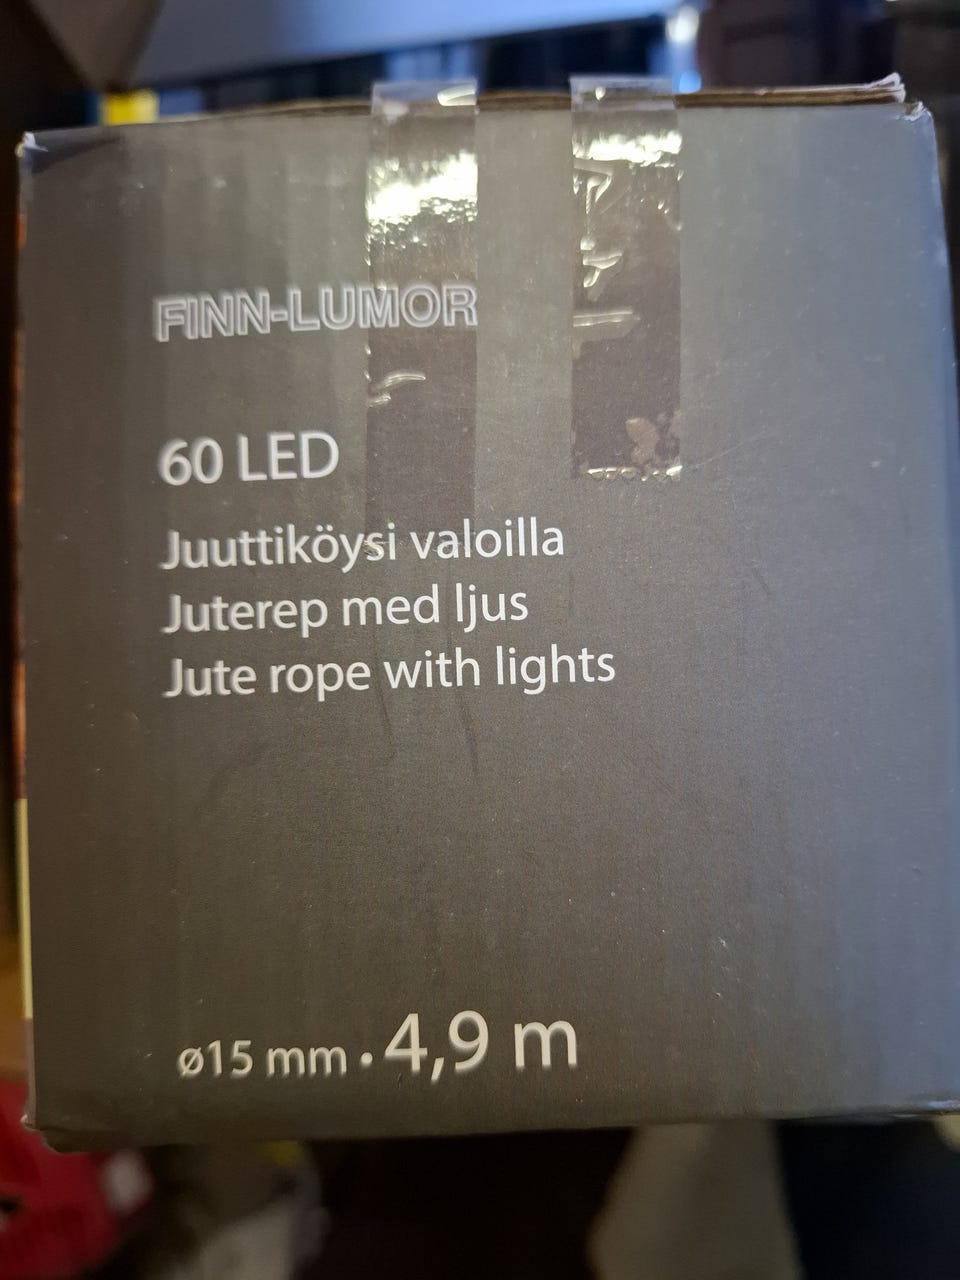 FINN-LUMOR
60 LED
Juuttiköysi valoilla
Juterep med ljus
Jute rope with lights
ø15 mm · 4,9 m